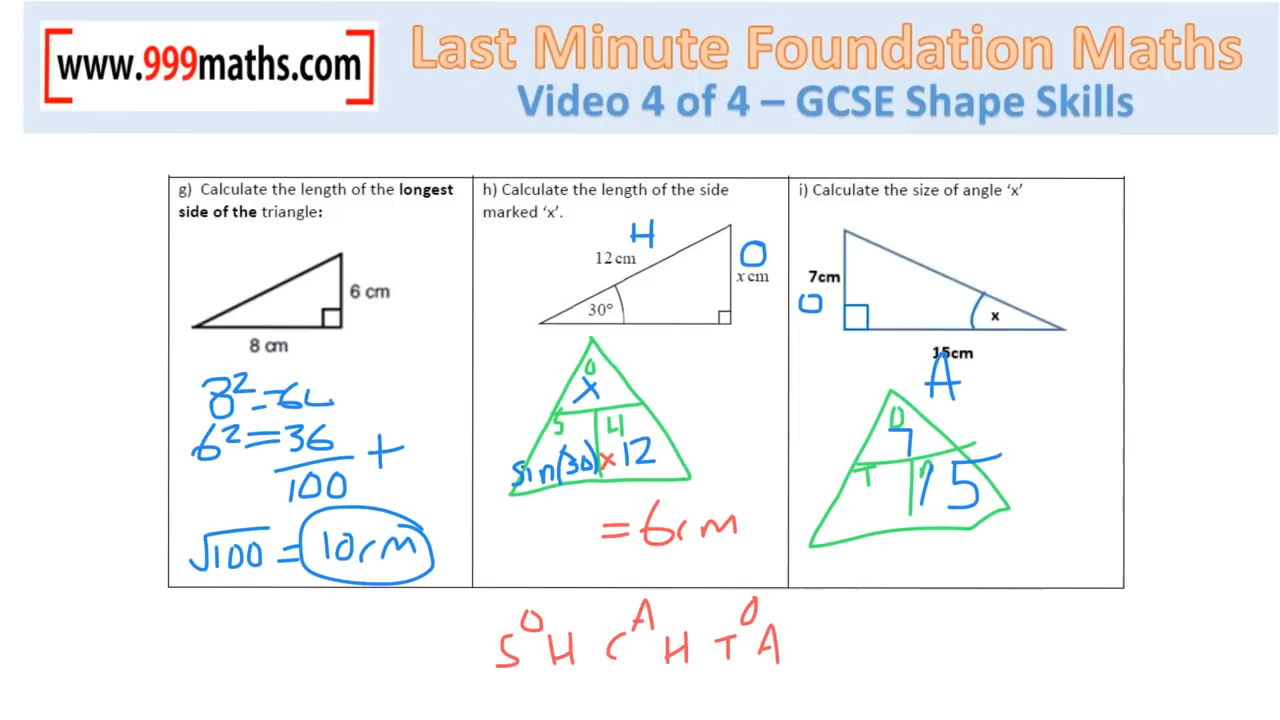 www.999maths.com
Last Minute Foundation Maths
Video 4 of 4 – GCSE Shape Skills
g) Calculate the length of the longest
side of the triangle:
6 cm
8 cm
8² = 64
6² = 36 +
100
√100 = 10cm
h) Calculate the length of the side
marked ‘x’.
H
12 cm
O
x cm
30°
O
x
S H
sin(30) × 12
= 6cm
i) Calculate the size of angle ‘x’
7cm
O
x
15cm
A
O
7
T A
15
S O H C A H T O A